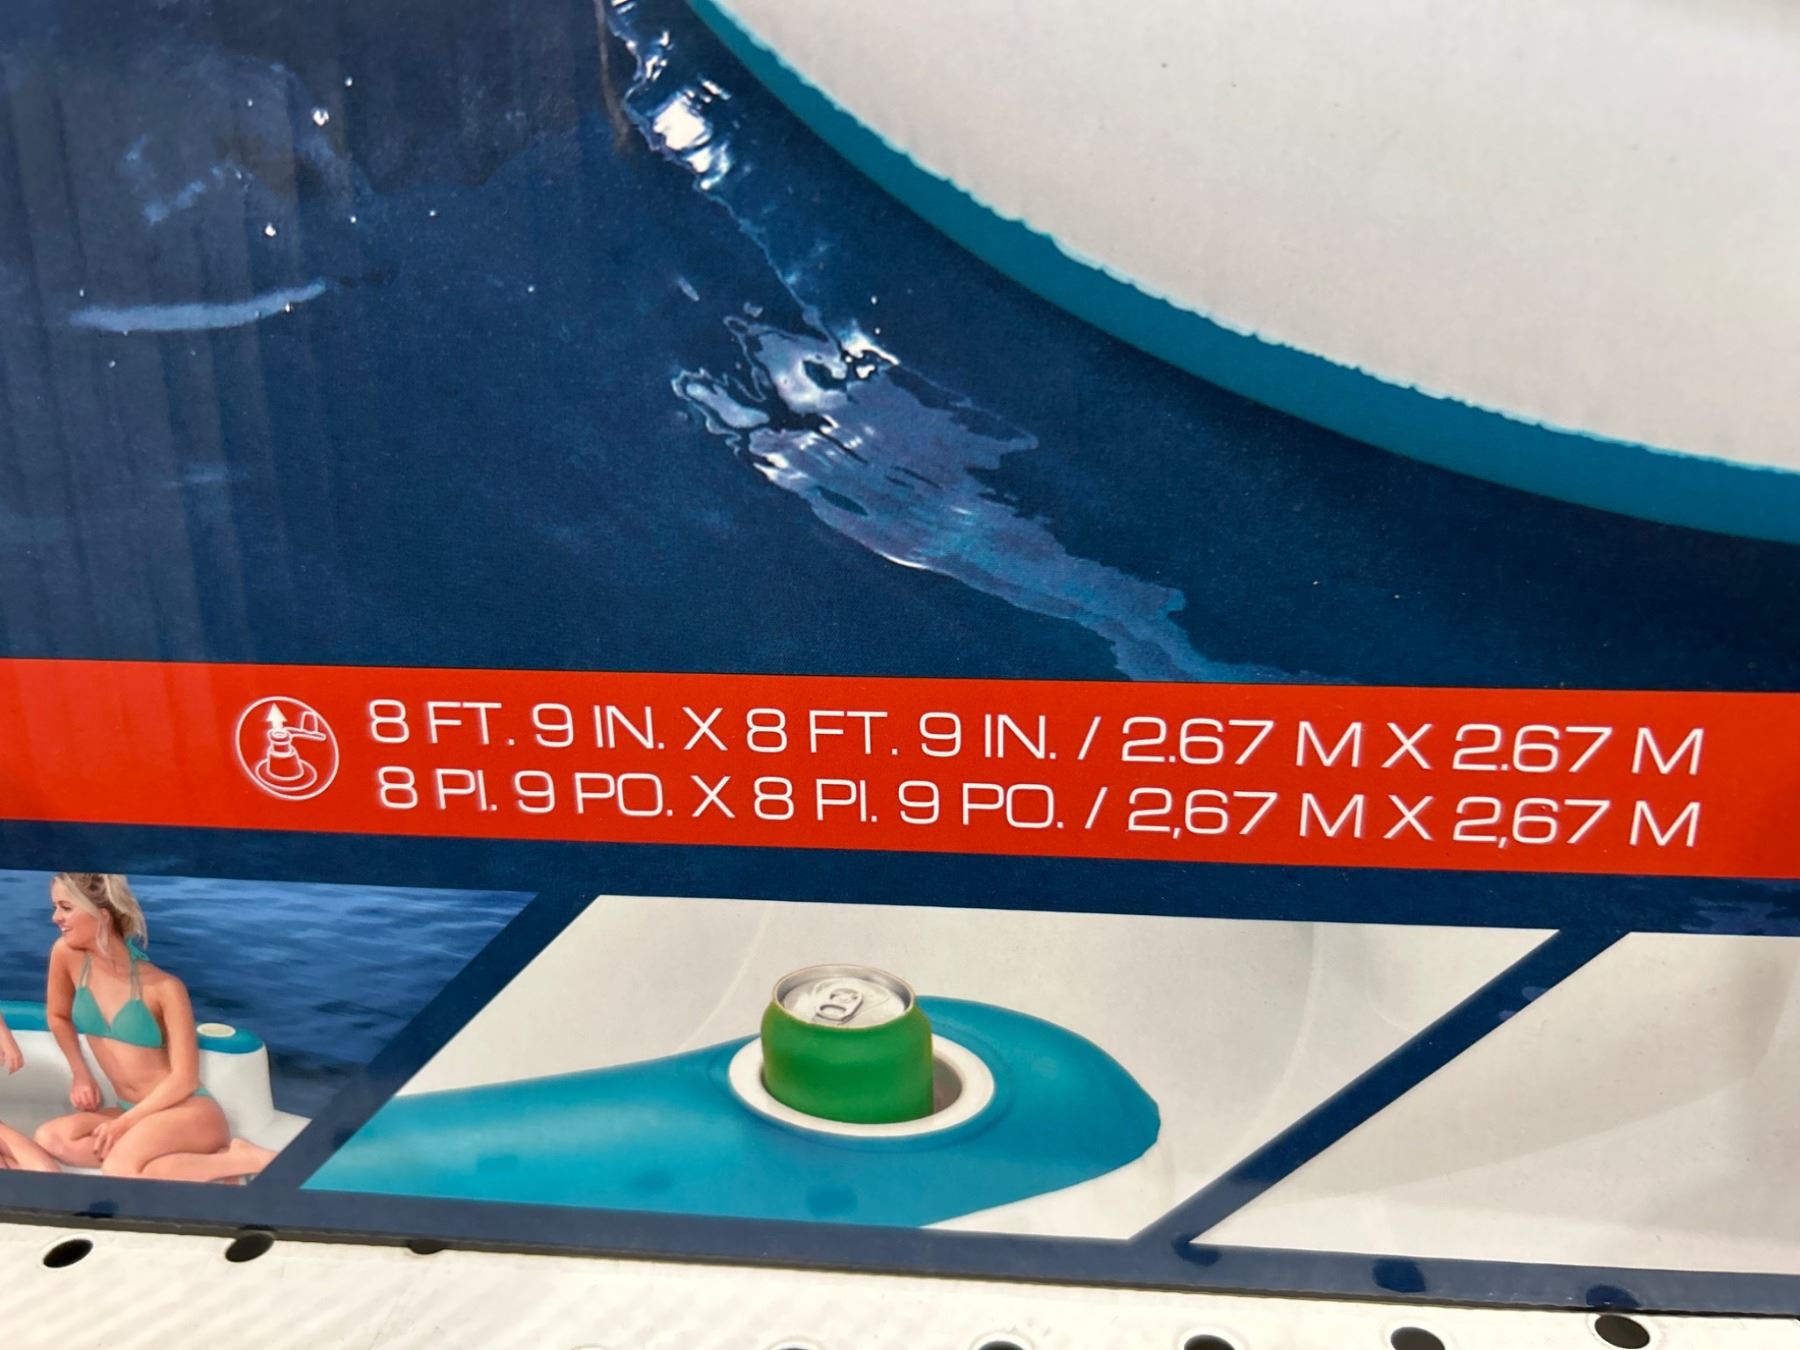 8 FT. 9 IN. X 8 FT. 9 IN. / 2.67 M X 2.67 M
8 PI. 9 PO. X 8 PI. 9 PO. / 2,67 M X 2,67 M